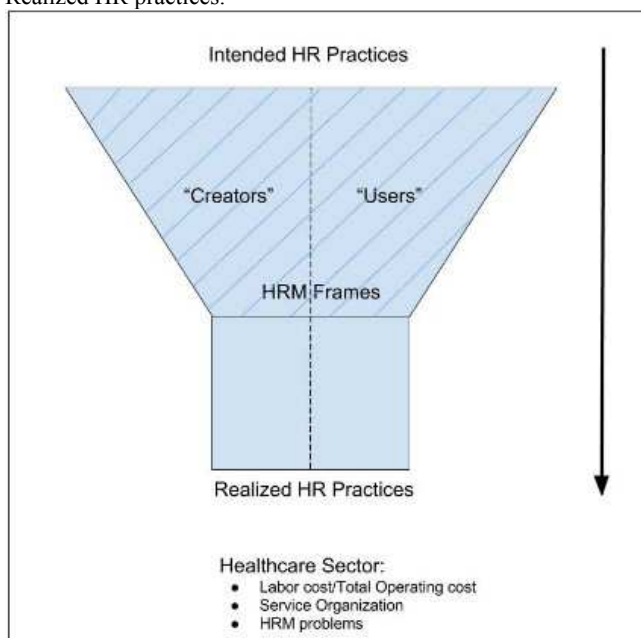 Realized HR practices.
Intended HR Practices
“Creators” “Users”
HRM Frames
Realized HR Practices
Healthcare Sector:
● Labor cost/Total Operating cost
● Service Organization
● HRM problems